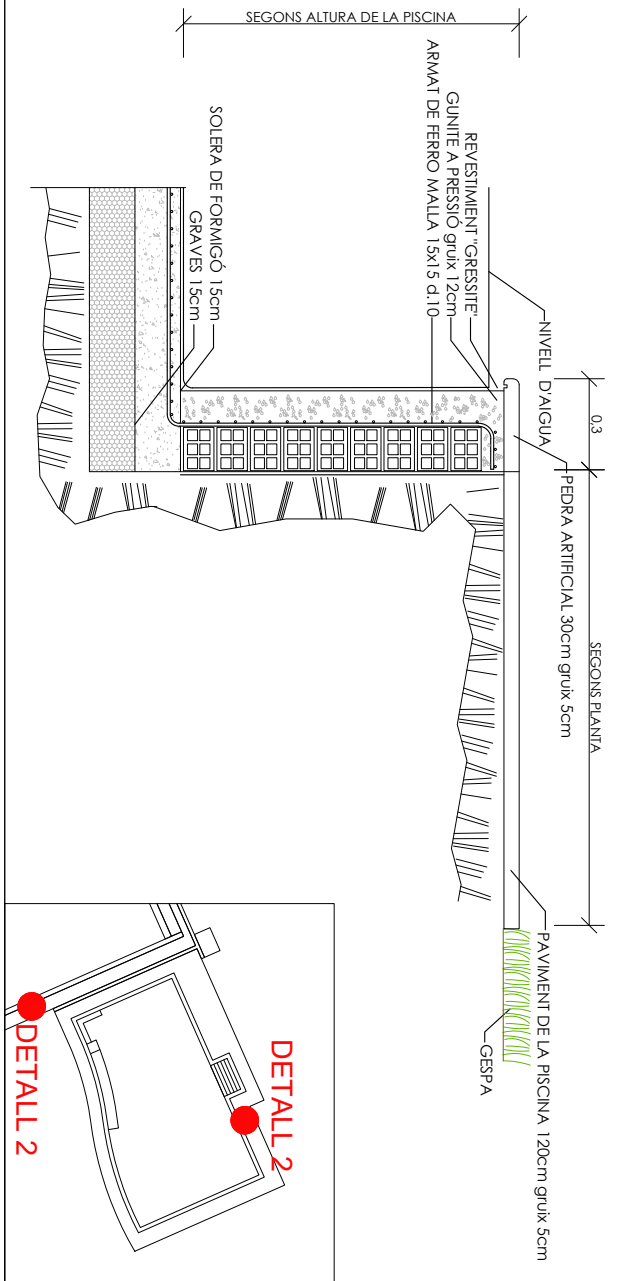 SEGONS ALTURA DE LA PISCINA
REVESTIMENT "GRESSITE"
GUNITE A PRESSIÓ gruix 12cm
ARMAT DE FERRO MALLA 15x15 d.10
SOLERA DE FORMIGÓ 15cm
GRAVES 15cm
NIVELL D'AIGUA
0,3
PEDRA ARTIFICIAL 30cm gruix 5cm
SEGONS PLANTA
PAVIMENT DE LA PISCINA 120cm gruix 5cm
GESPA
DETALL 2
DETALL 2